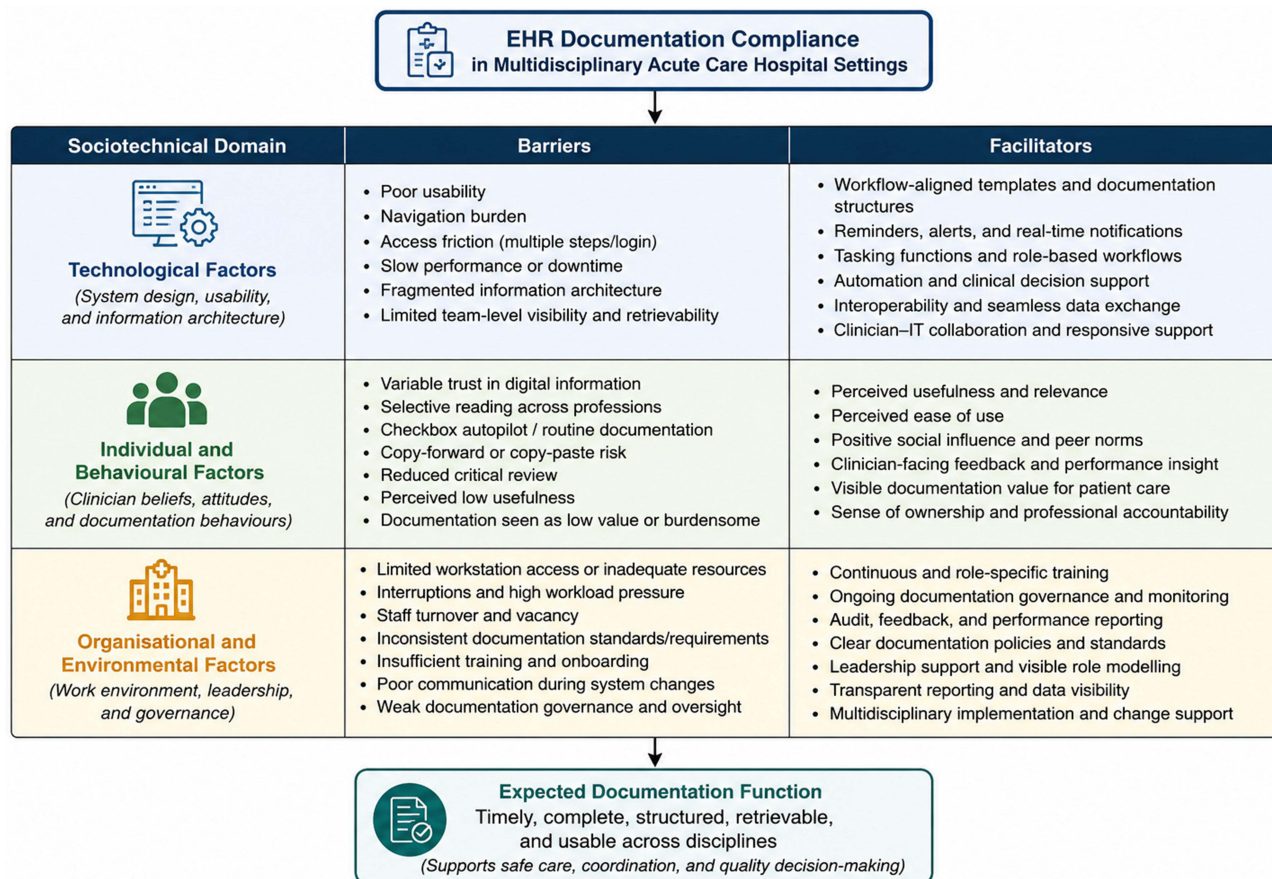 EHR Documentation Compliance
in Multidisciplinary Acute Care Hospital Settings
Sociotechnical Domain
Barriers
Facilitators
Technological Factors
(System design, usability,
and information architecture)
• Poor usability
• Navigation burden
• Access friction (multiple steps/login)
• Slow performance or downtime
• Fragmented information architecture
• Limited team-level visibility and retrievability
• Workflow-aligned templates and documentation
structures
• Reminders, alerts, and real-time notifications
• Tasking functions and role-based workflows
• Automation and clinical decision support
• Interoperability and seamless data exchange
• Clinician–IT collaboration and responsive support
Individual and
Behavioural Factors
(Clinician beliefs, attitudes,
and documentation behaviours)
• Variable trust in digital information
• Selective reading across professions
• Checkbox autopilot / routine documentation
• Copy-forward or copy-paste risk
• Reduced critical review
• Perceived low usefulness
• Documentation seen as low value or burdensome
• Perceived usefulness and relevance
• Perceived ease of use
• Positive social influence and peer norms
• Clinician-facing feedback and performance insight
• Visible documentation value for patient care
• Sense of ownership and professional accountability
Organisational and
Environmental Factors
(Work environment, leadership,
and governance)
• Limited workstation access or inadequate resources
• Interruptions and high workload pressure
• Staff turnover and vacancy
• Inconsistent documentation standards/requirements
• Insufficient training and onboarding
• Poor communication during system changes
• Weak documentation governance and oversight
• Continuous and role-specific training
• Ongoing documentation governance and monitoring
• Audit, feedback, and performance reporting
• Clear documentation policies and standards
• Leadership support and visible role modelling
• Transparent reporting and data visibility
• Multidisciplinary implementation and change support
Expected Documentation Function
Timely, complete, structured, retrievable,
and usable across disciplines
(Supports safe care, coordination, and quality decision-making)